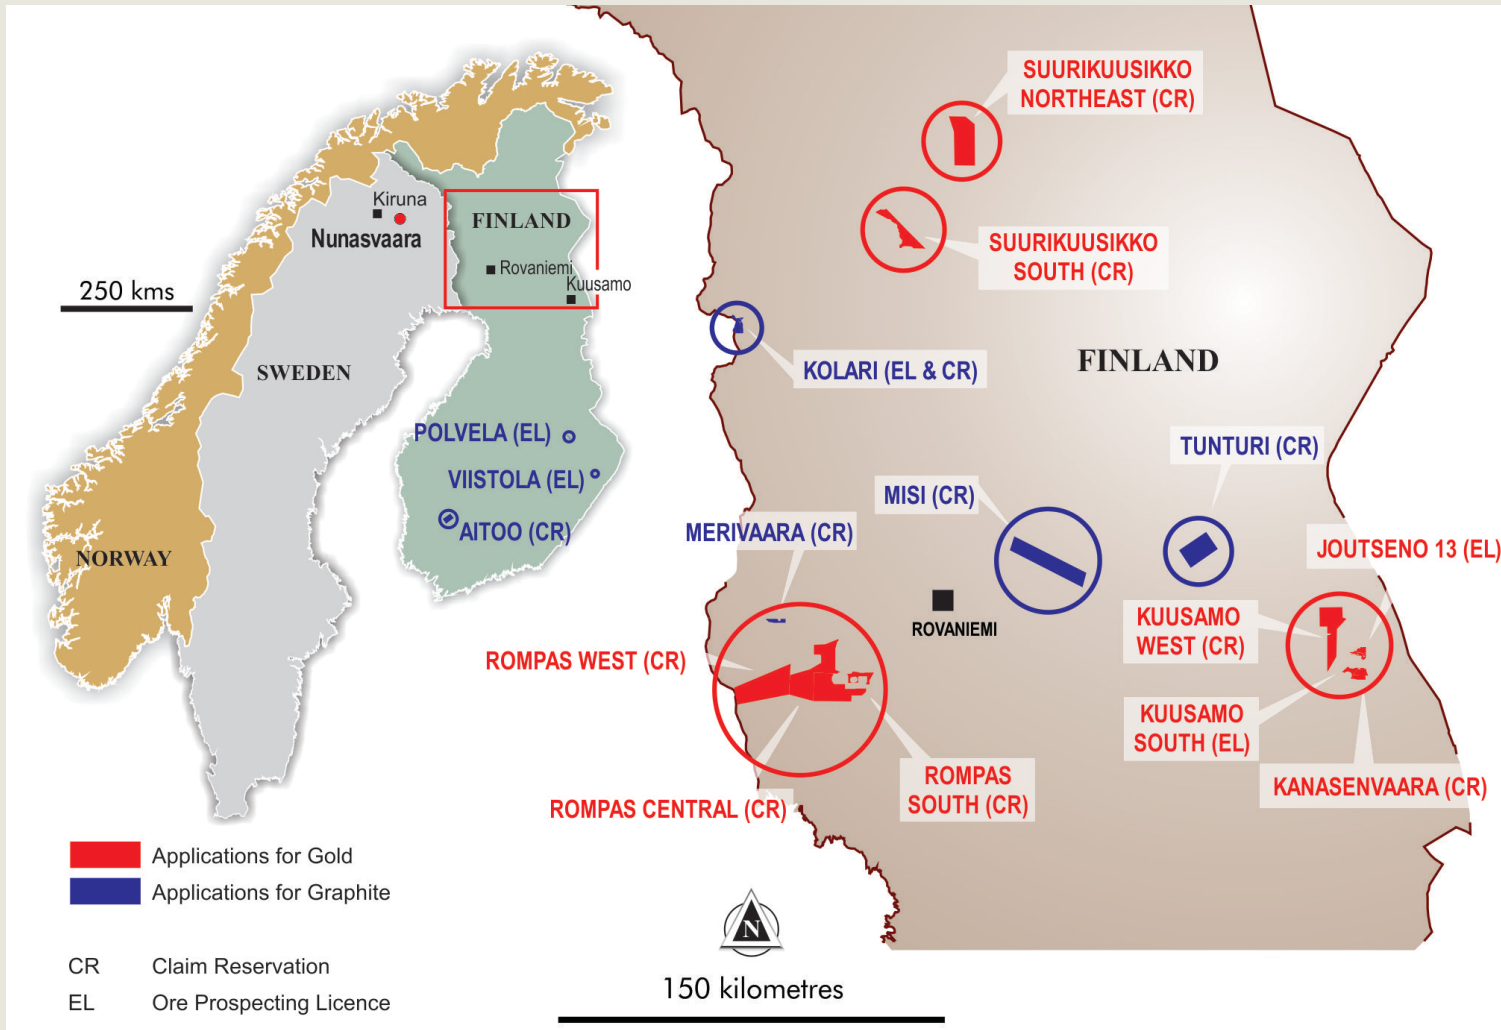 Kiruna
Nunasvaara
FINLAND
Rovaniemi
Kuusamo
250 kms
SWEDEN
POLVELA (EL)
VIISTOLA (EL)
AITOO (CR)
NORWAY
SUURIKUUSIKKO
NORTHEAST (CR)
SUURIKUUSIKKO
SOUTH (CR)
KOLARI (EL & CR)
FINLAND
TUNTURI (CR)
MISI (CR)
MERIVAARA (CR)
JOUTSENO 13 (EL)
ROVANIEMI
KUUSAMO
WEST (CR)
ROMPAS WEST (CR)
KUUSAMO
SOUTH (EL)
ROMPAS
SOUTH (CR)
KANASENVAARA (CR)
ROMPAS CENTRAL (CR)
Applications for Gold
Applications for Graphite
CR Claim Reservation
EL Ore Prospecting Licence
N
150 kilometres